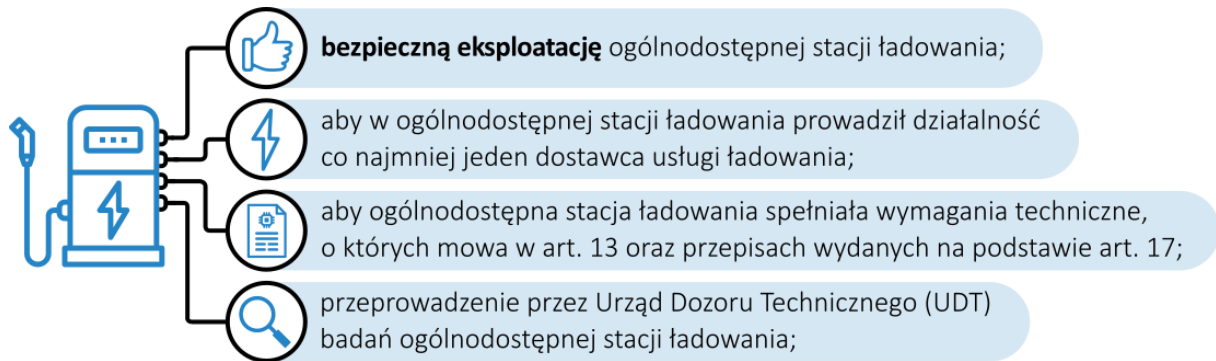 bezpieczną eksploatację ogólnodostępnej stacji ładowania;
aby w ogólnodostępnej stacji ładowania prowadził działalność
co najmniej jeden dostawca usługi ładowania;
aby ogólnodostępna stacja ładowania spełniała wymagania techniczne,
o których mowa w art. 13 oraz przepisach wydanych na podstawie art. 17;
przeprowadzenie przez Urząd Dozoru Technicznego (UDT)
badań ogólnodostępnej stacji ładowania;